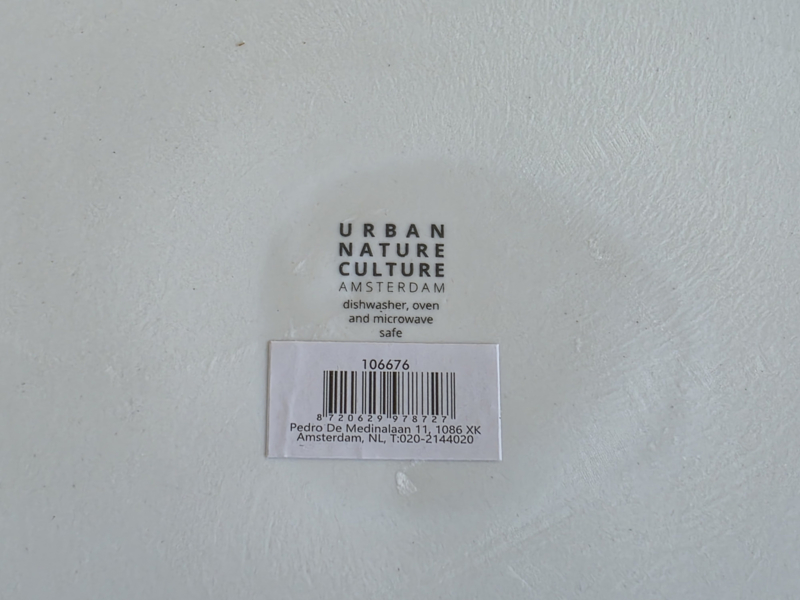 URBAN
NATURE
CULTURE
AMSTERDAM
dishwasher, oven
and microwave
safe
106676
8 720629 978727
Pedro De Medinalaan 11, 1086 XK
Amsterdam, NL, T:020-2144020